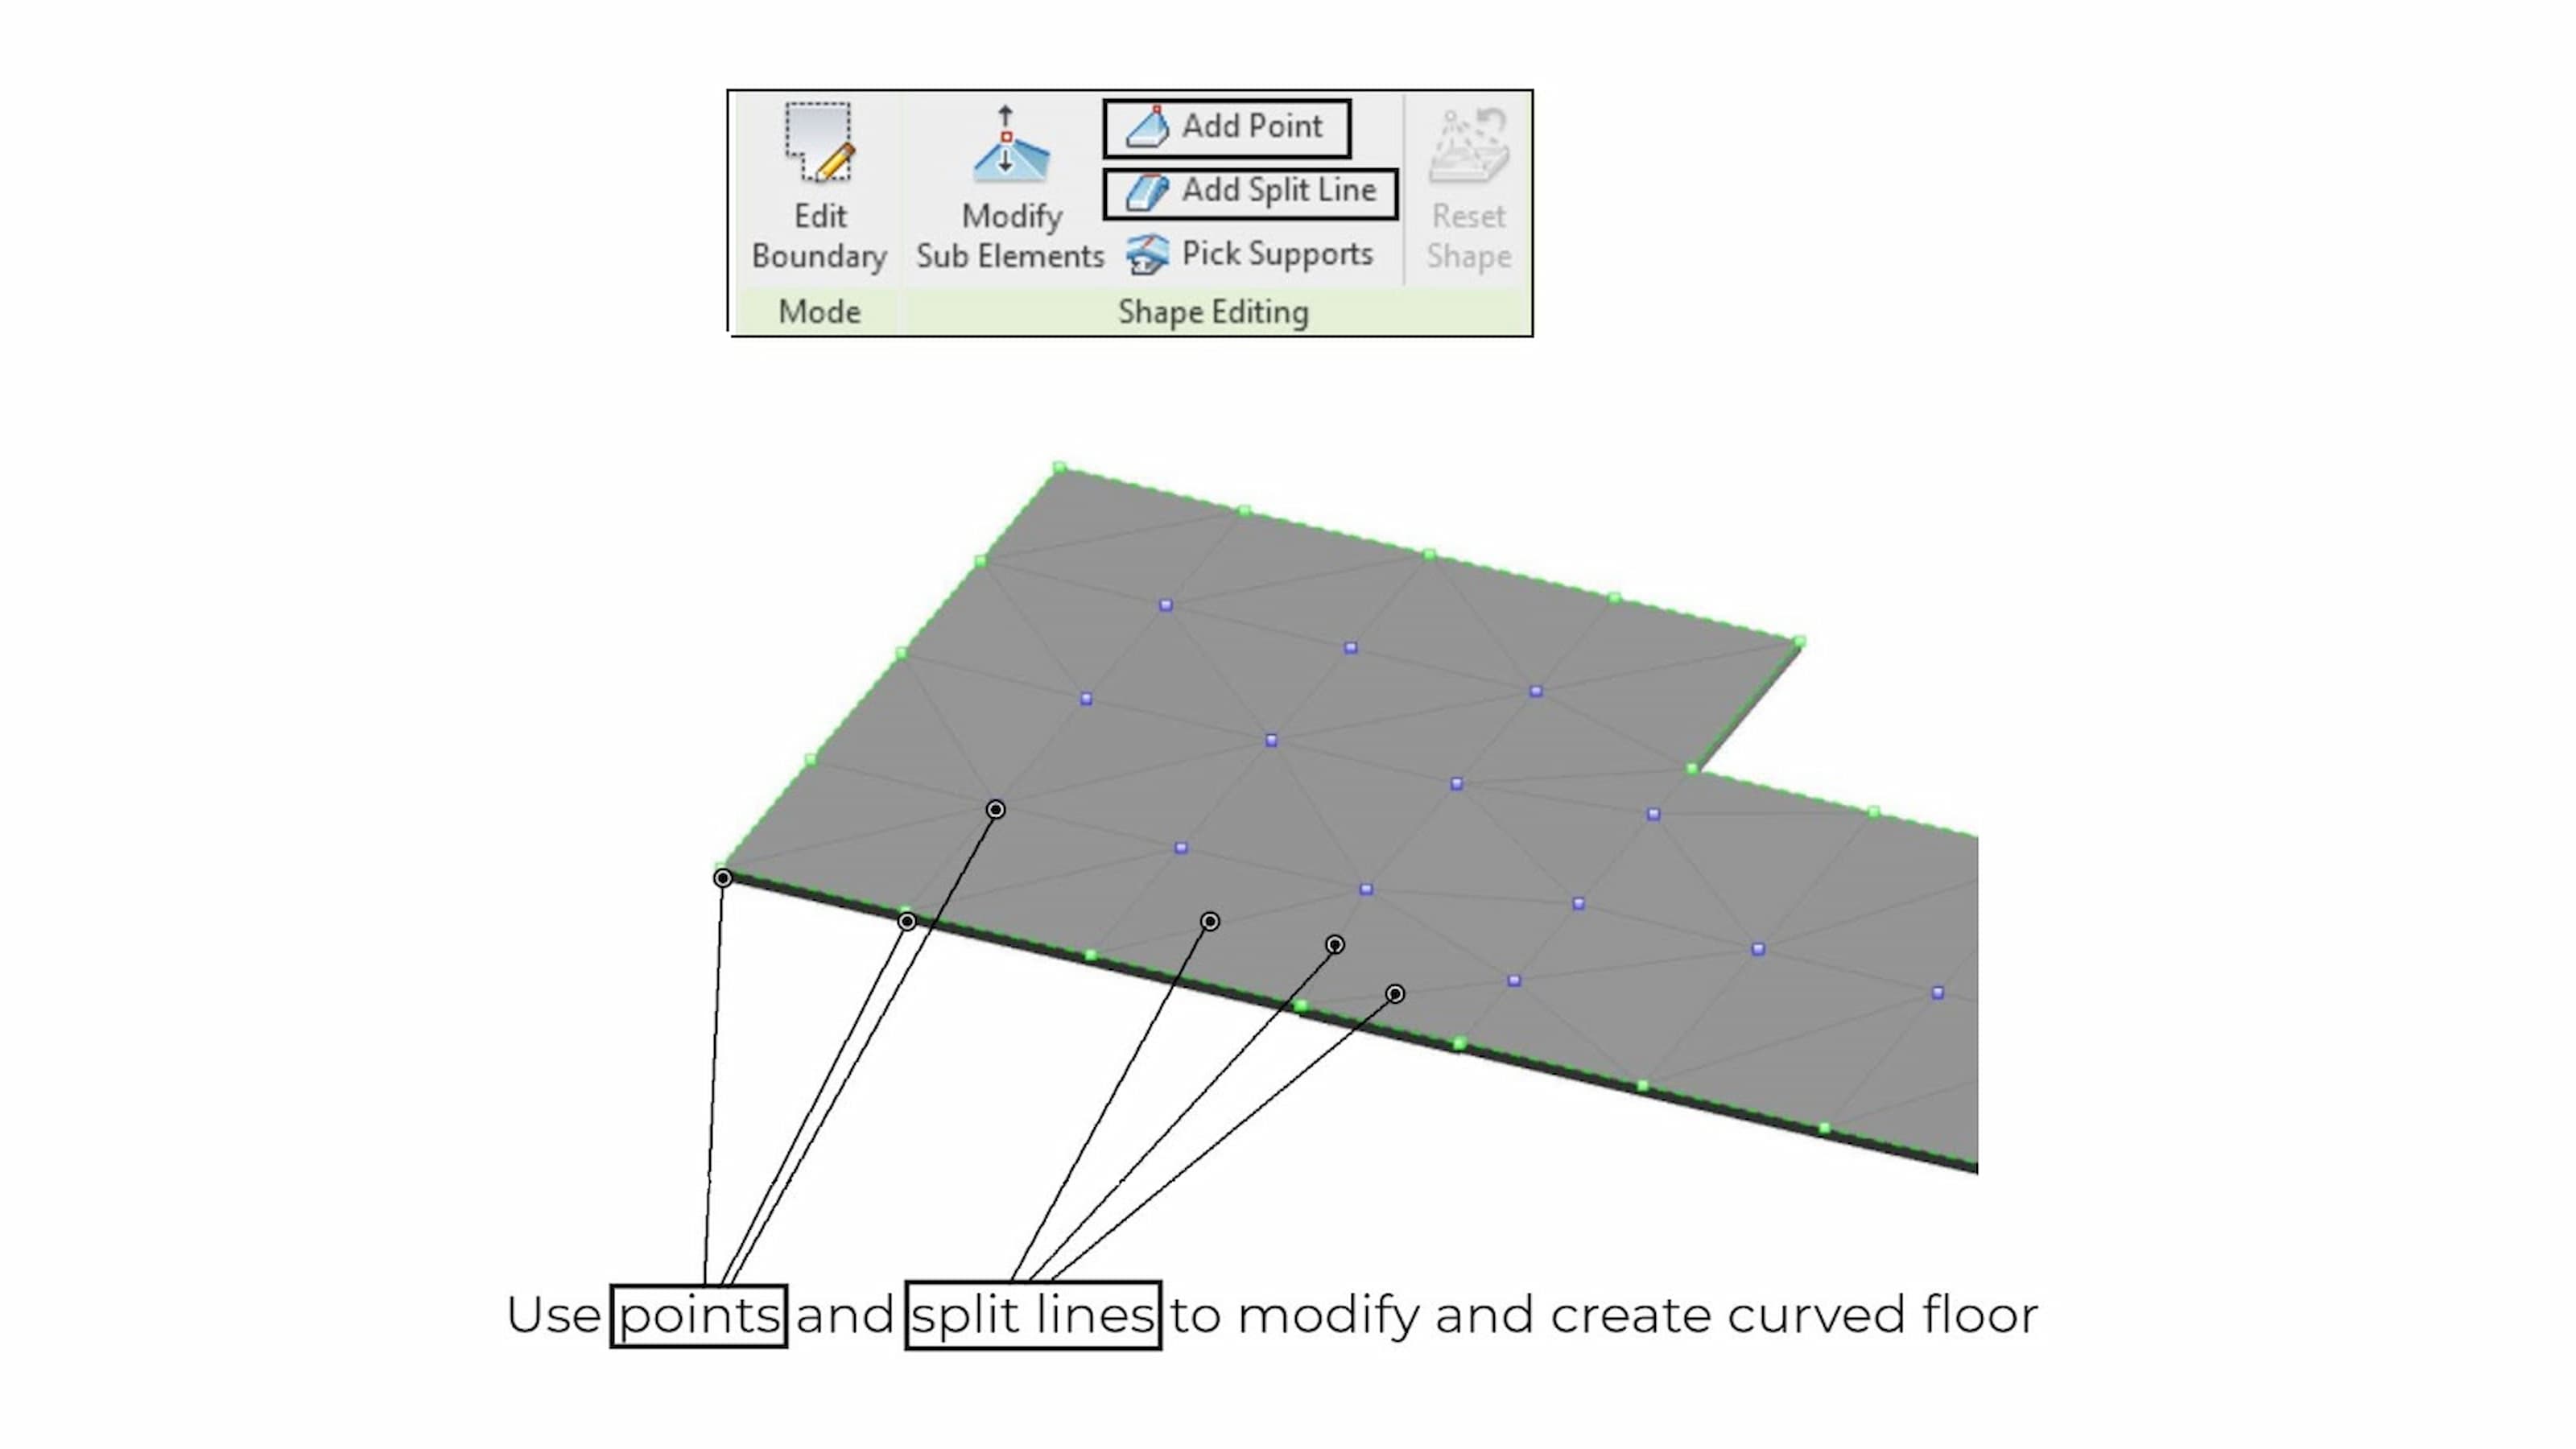 Edit
Boundary
Modify
Sub Elements
Add Point
Add Split Line
Pick Supports
Reset
Shape
Mode
Shape Editing
Use points and split lines to modify and create curved floor